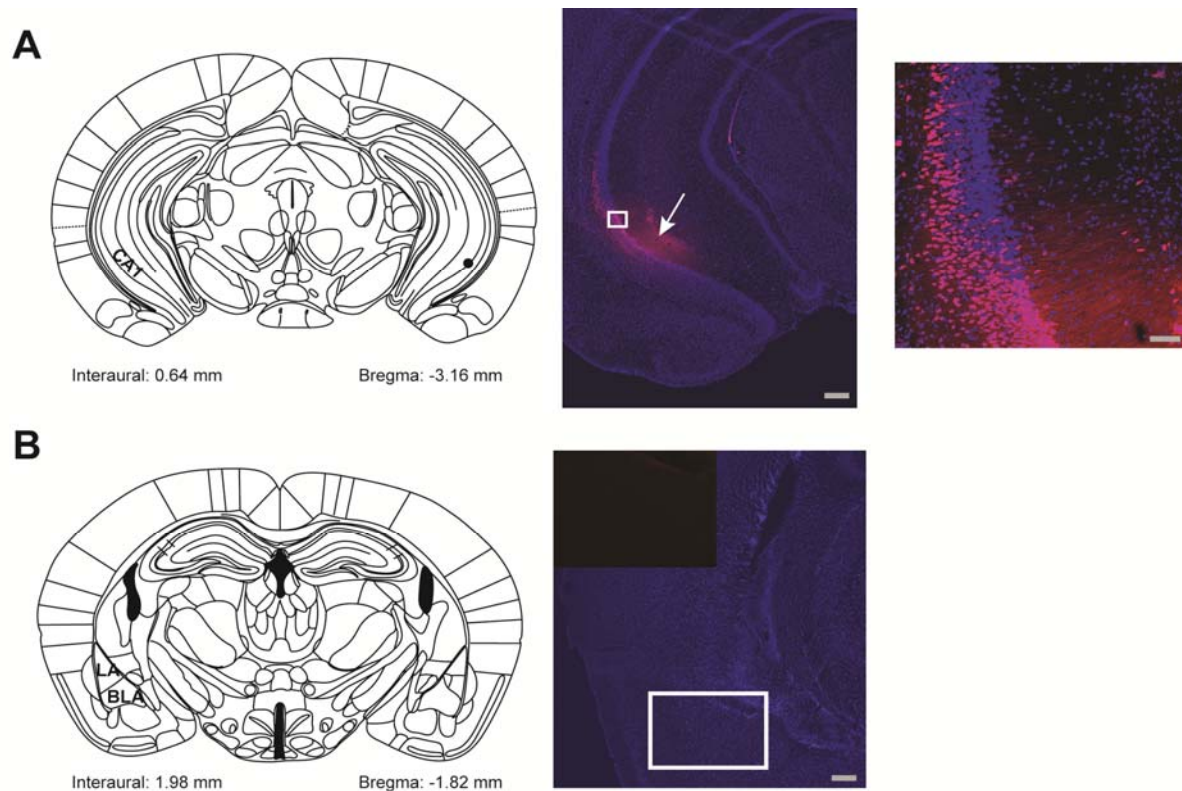 A
CA1
Interaural: 0.64 mm Bregma: -3.16 mm
B
LA
BLA
Interaural: 1.98 mm Bregma: -1.82 mm